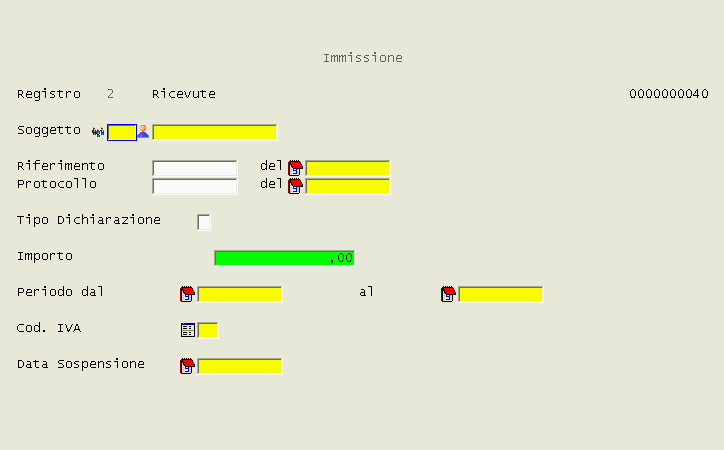 Immissione
Registro 2 Ricevute 0000000040
Soggetto
Riferimento del
Protocollo del
Tipo Dichiarazione
Importo ,00
Periodo dal al
Cod. IVA
Data Sospensione